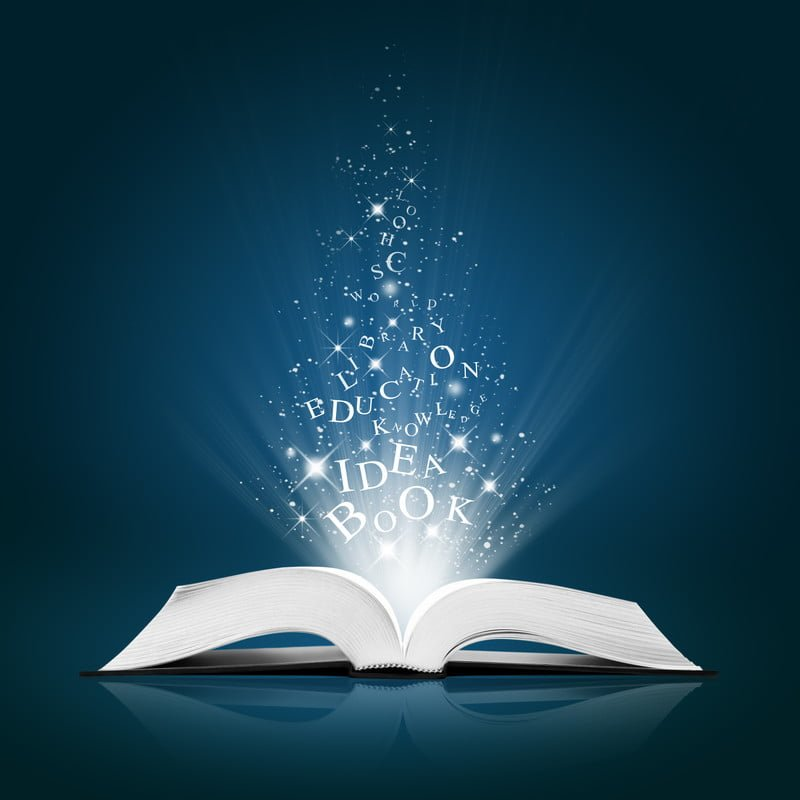 SCHOOL
WORLD
LIBRARY
EDUCATION
KNOWLEDGE
IDEA
BOOK